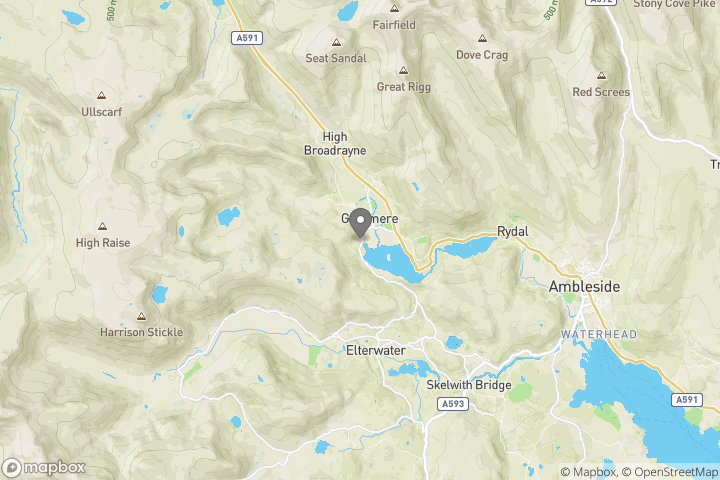 Fairfield
Stony Cove Pike
500 m
A591
Seat Sandal
Dove Crag
Great Rigg
Red Screes
Ullscarf
High
Broadrayne
High Raise
Rydal
Ambleside
Harrison Stickle
WATERHEAD
Elterwater
Skelwith Bridge
A593
A591
mapbox
© Mapbox, © OpenStreetMap